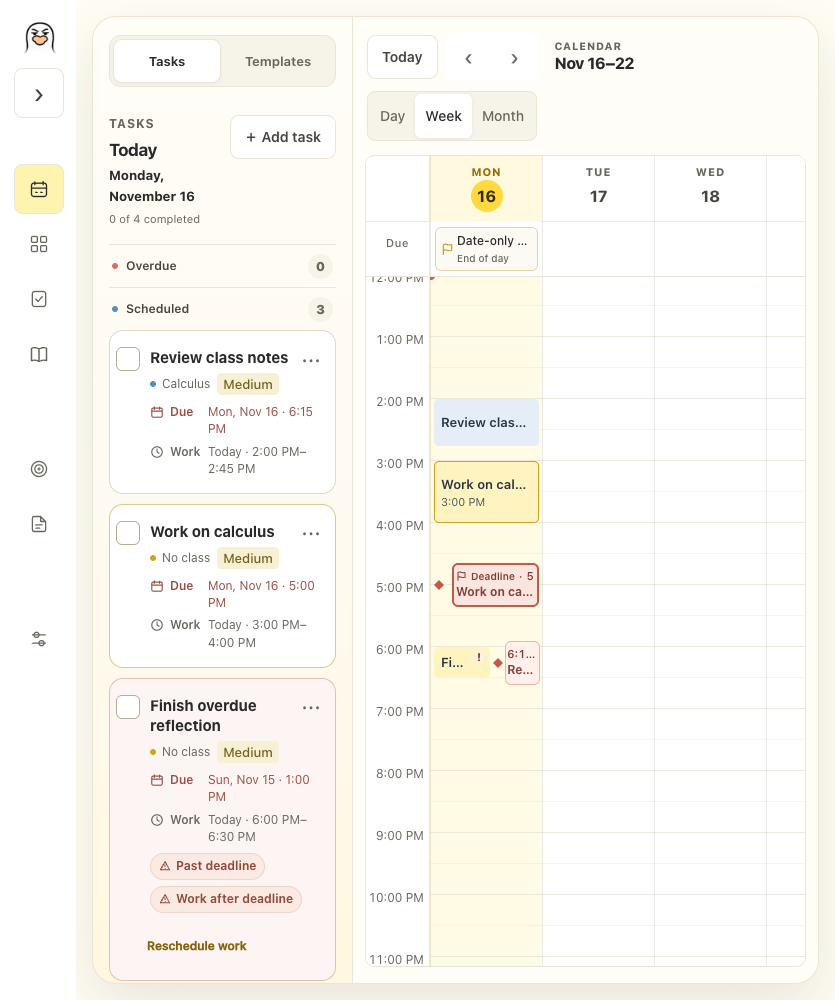 Tasks
Templates
TASKS
Today
Monday,
November 16
0 of 4 completed
+ Add task
Overdue
0
Scheduled
3
Review class notes
...
Calculus
Medium
Due
Mon, Nov 16 · 6:15
PM
Work
Today · 2:00 PM–
2:45 PM
Work on calculus
...
No class
Medium
Due
Mon, Nov 16 · 5:00
PM
Work
Today · 3:00 PM–
4:00 PM
Finish overdue
reflection
...
No class
Medium
Due
Sun, Nov 15 · 1:00
PM
Work
Today · 6:00 PM–
6:30 PM
Past deadline
Work after deadline
Reschedule work
Today
CALENDAR
Nov 16–22
Day
Week
Month
MON
16
TUE
17
WED
18
Due
Date-only ...
End of day
12:00 PM
1:00 PM
2:00 PM
Review clas...
3:00 PM
Work on cal...
3:00 PM
4:00 PM
5:00 PM
Deadline · 5
Work on ca...
6:00 PM
Fi...
!
6:1...
Re...
7:00 PM
8:00 PM
9:00 PM
10:00 PM
11:00 PM